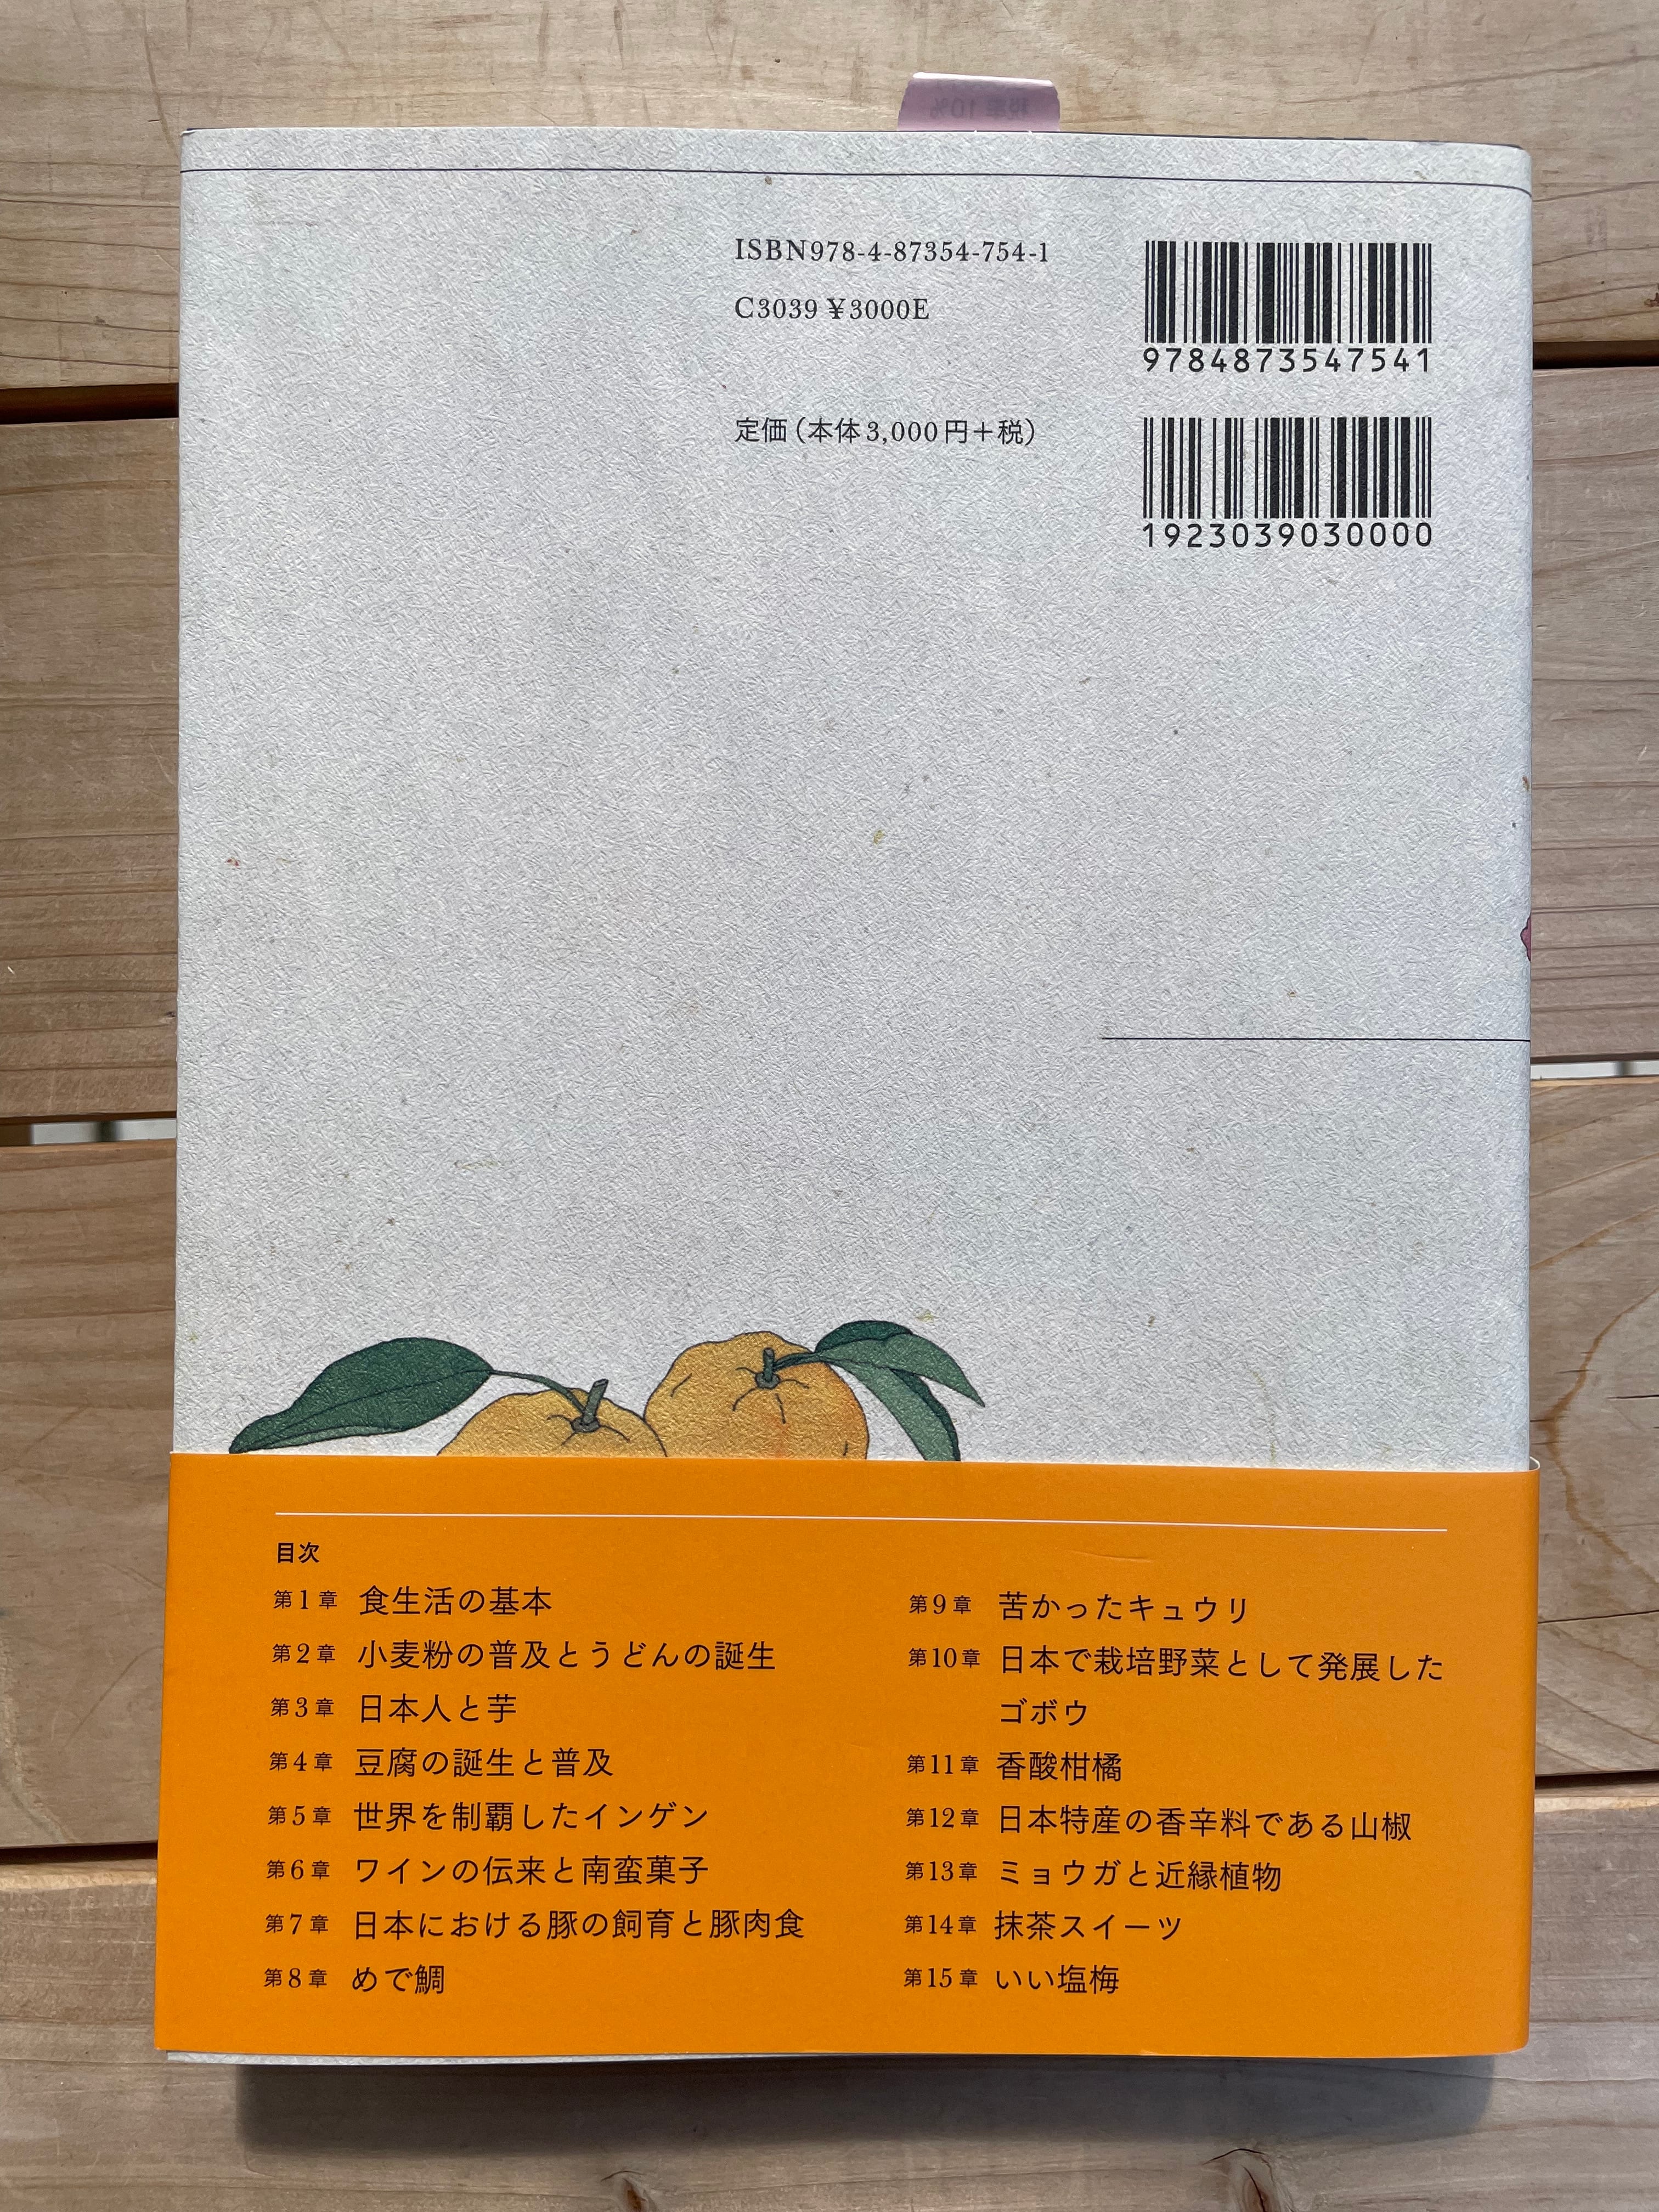 税率10%
ISBN978-4-87354-754-1
C3039 ¥3000E
9784873547541
定価(本体3,000円+税)
1923039030000
目次
第1章 食生活の基本
第2章 小麦粉の普及とうどんの誕生
第3章 日本人と芋
第4章 豆腐の誕生と普及
第5章 世界を制覇したインゲン
第6章 ワインの伝来と南蛮菓子
第7章 日本における豚の飼育と豚肉食
第8章 めで鯛
第9章 苦かったキュウリ
第10章 日本で栽培野菜として発展した
ゴボウ
第11章 香酸柑橘
第12章 日本特産の香辛料である山椒
第13章 ミョウガと近縁植物
第14章 抹茶スイーツ
第15章 いい塩梅